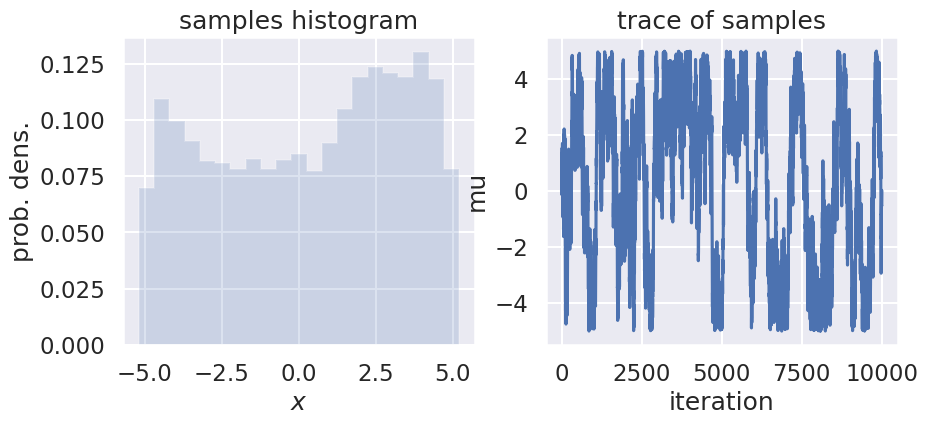 samples histogram
prob. dens.
0.125
0.100
0.075
0.050
0.025
0.000
−5.0 −2.5 0.0 2.5 5.0
x
trace of samples
mu
4
2
0
−2
−4
0 2500 5000 7500 10000
iteration